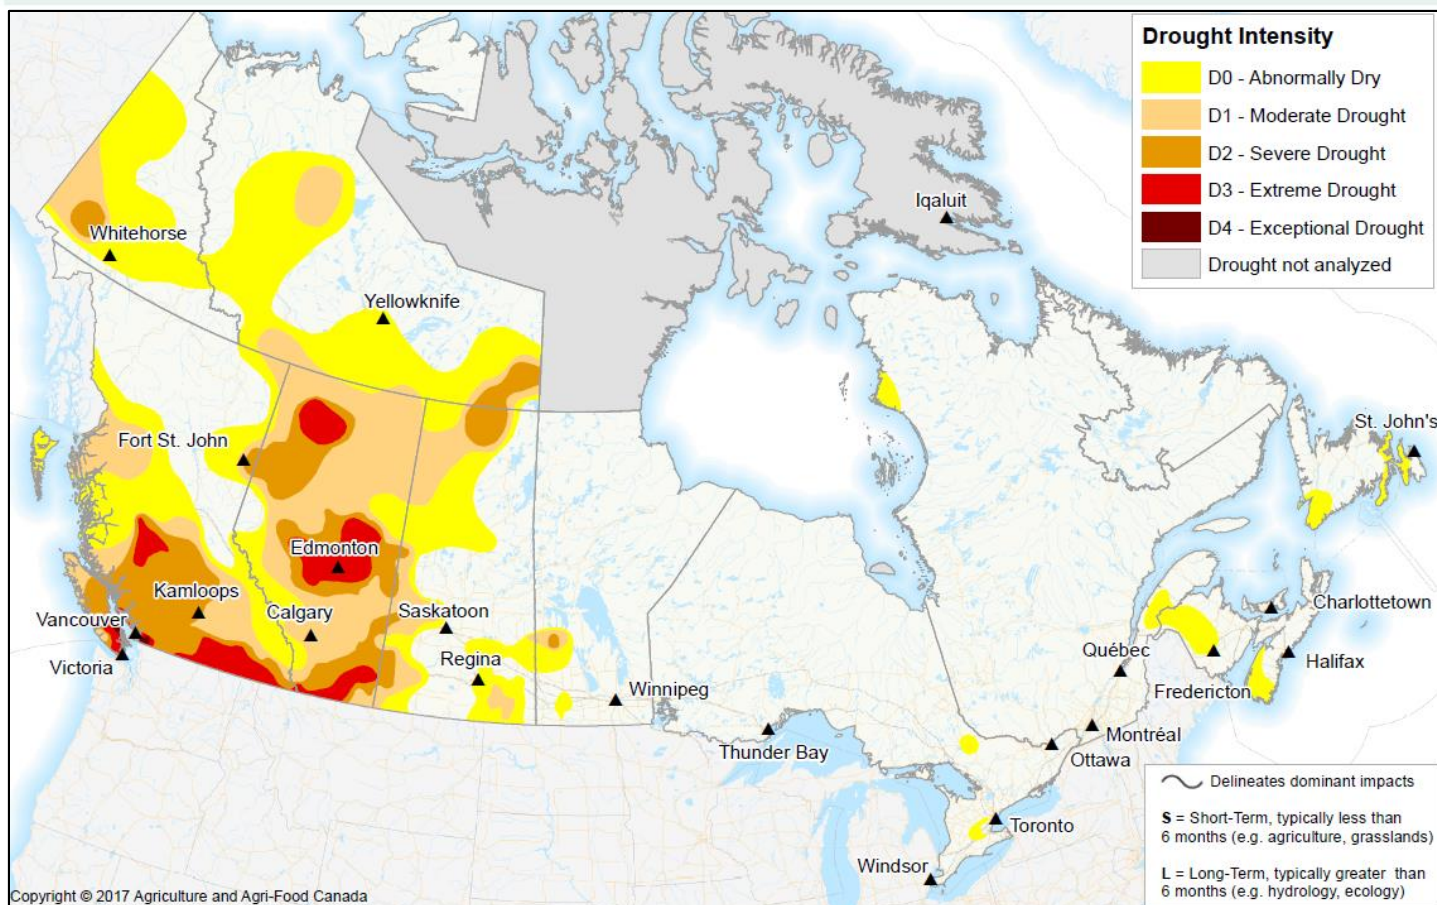 Drought Intensity
D0 - Abnormally Dry
D1 - Moderate Drought
D2 - Severe Drought
D3 - Extreme Drought
D4 - Exceptional Drought
Drought not analyzed
Iqaluit
Whitehorse
Yellowknife
Fort St. John
St. John's
Edmonton
Kamloops
Calgary
Saskatoon
Vancouver
Victoria
Regina
Winnipeg
Thunder Bay
Charlottetown
Québec
Halifax
Fredericton
Montréal
Ottawa
Toronto
Windsor
Delineates dominant impacts
S = Short-Term, typically less than
6 months (e.g. agriculture, grasslands)
L = Long-Term, typically greater than
6 months (e.g. hydrology, ecology)
Copyright © 2017 Agriculture and Agri-Food Canada